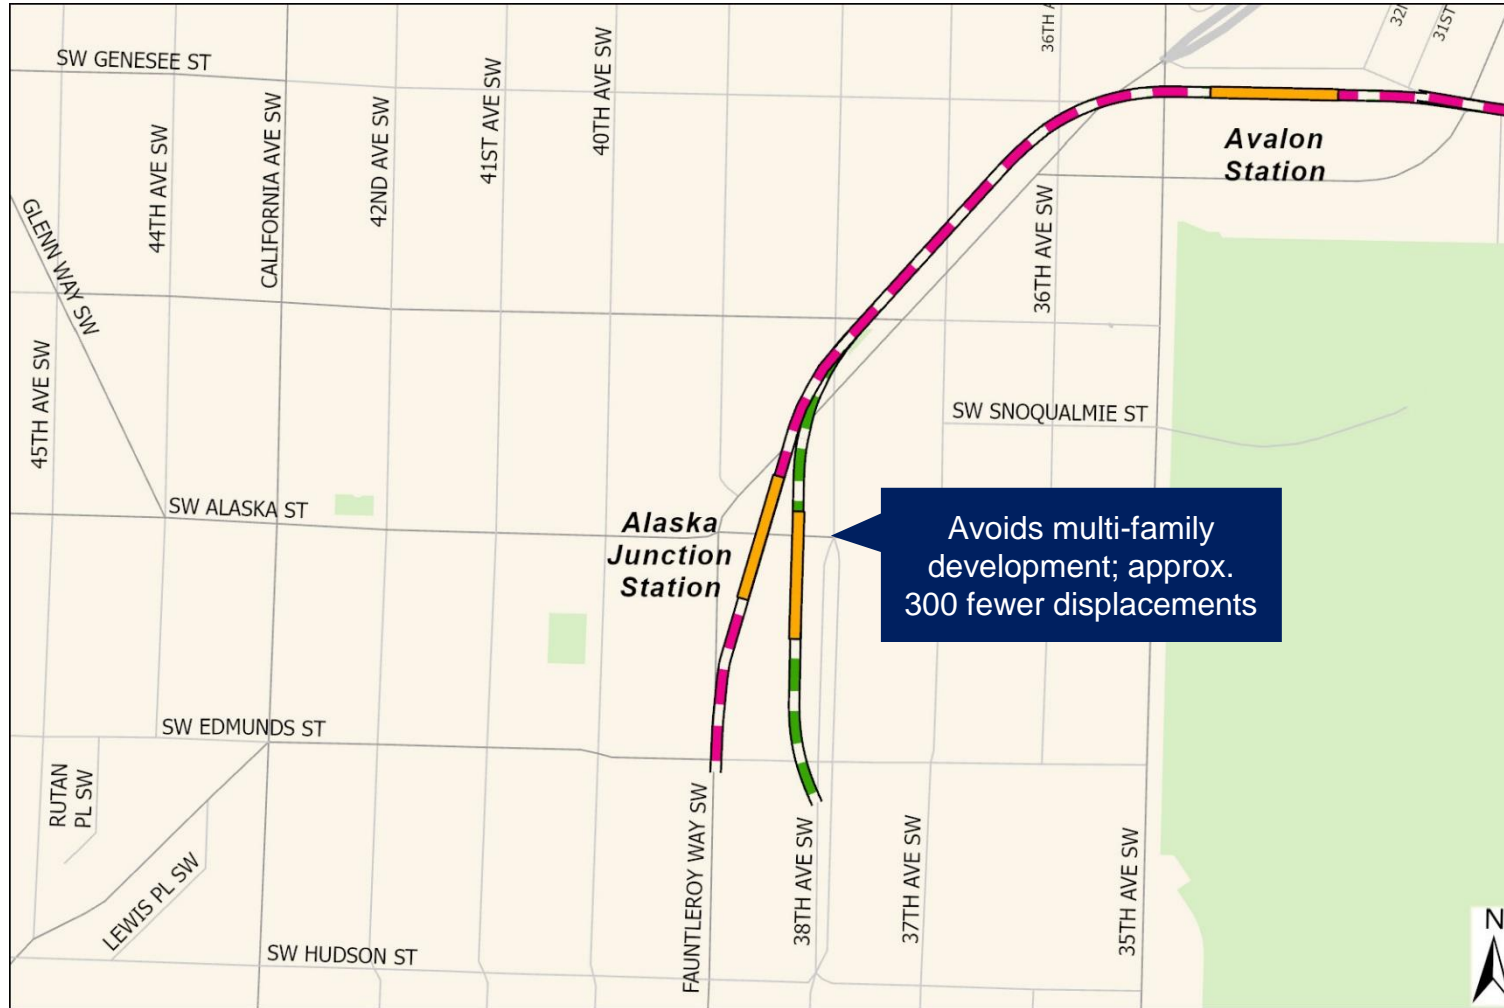 SW GENESEE ST
44TH AVE SW
CALIFORNIA AVE SW
42ND AVE SW
41ST AVE SW
40TH AVE SW
36TH A
31ST
Avalon
Station
GLENN WAY SW
36TH AVE SW
45TH AVE SW
SW SNOQUALMIE ST
SW ALASKA ST
Alaska
Junction
Station
Avoids multi-family
development; approx.
300 fewer displacements
SW EDMUNDS ST
RUTAN
PL SW
LEWIS PL SW
FAUNTLEROY WAY SW
38TH AVE SW
37TH AVE SW
35TH AVE SW
SW HUDSON ST
N